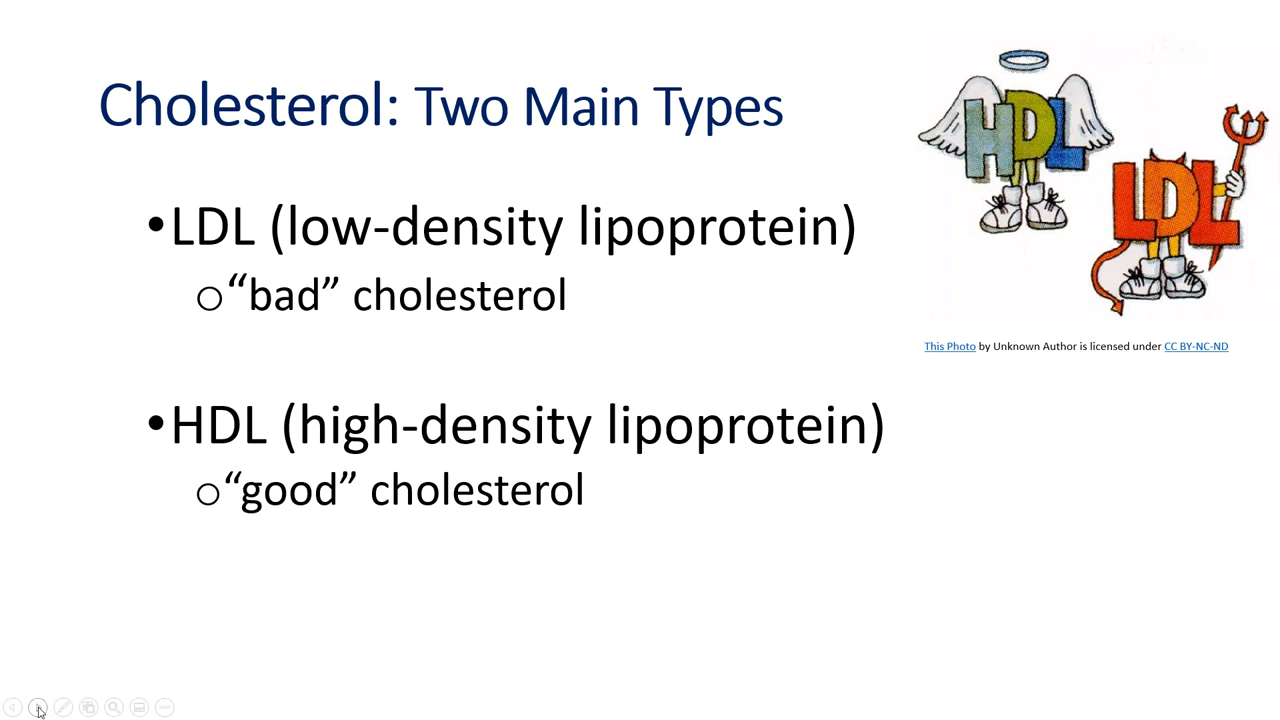 Cholesterol: Two Main Types
•LDL (low-density lipoprotein)
○“bad” cholesterol
•HDL (high-density lipoprotein)
○“good” cholesterol
HDL
LDL
This Photo by Unknown Author is licensed under CC BY-NC-ND